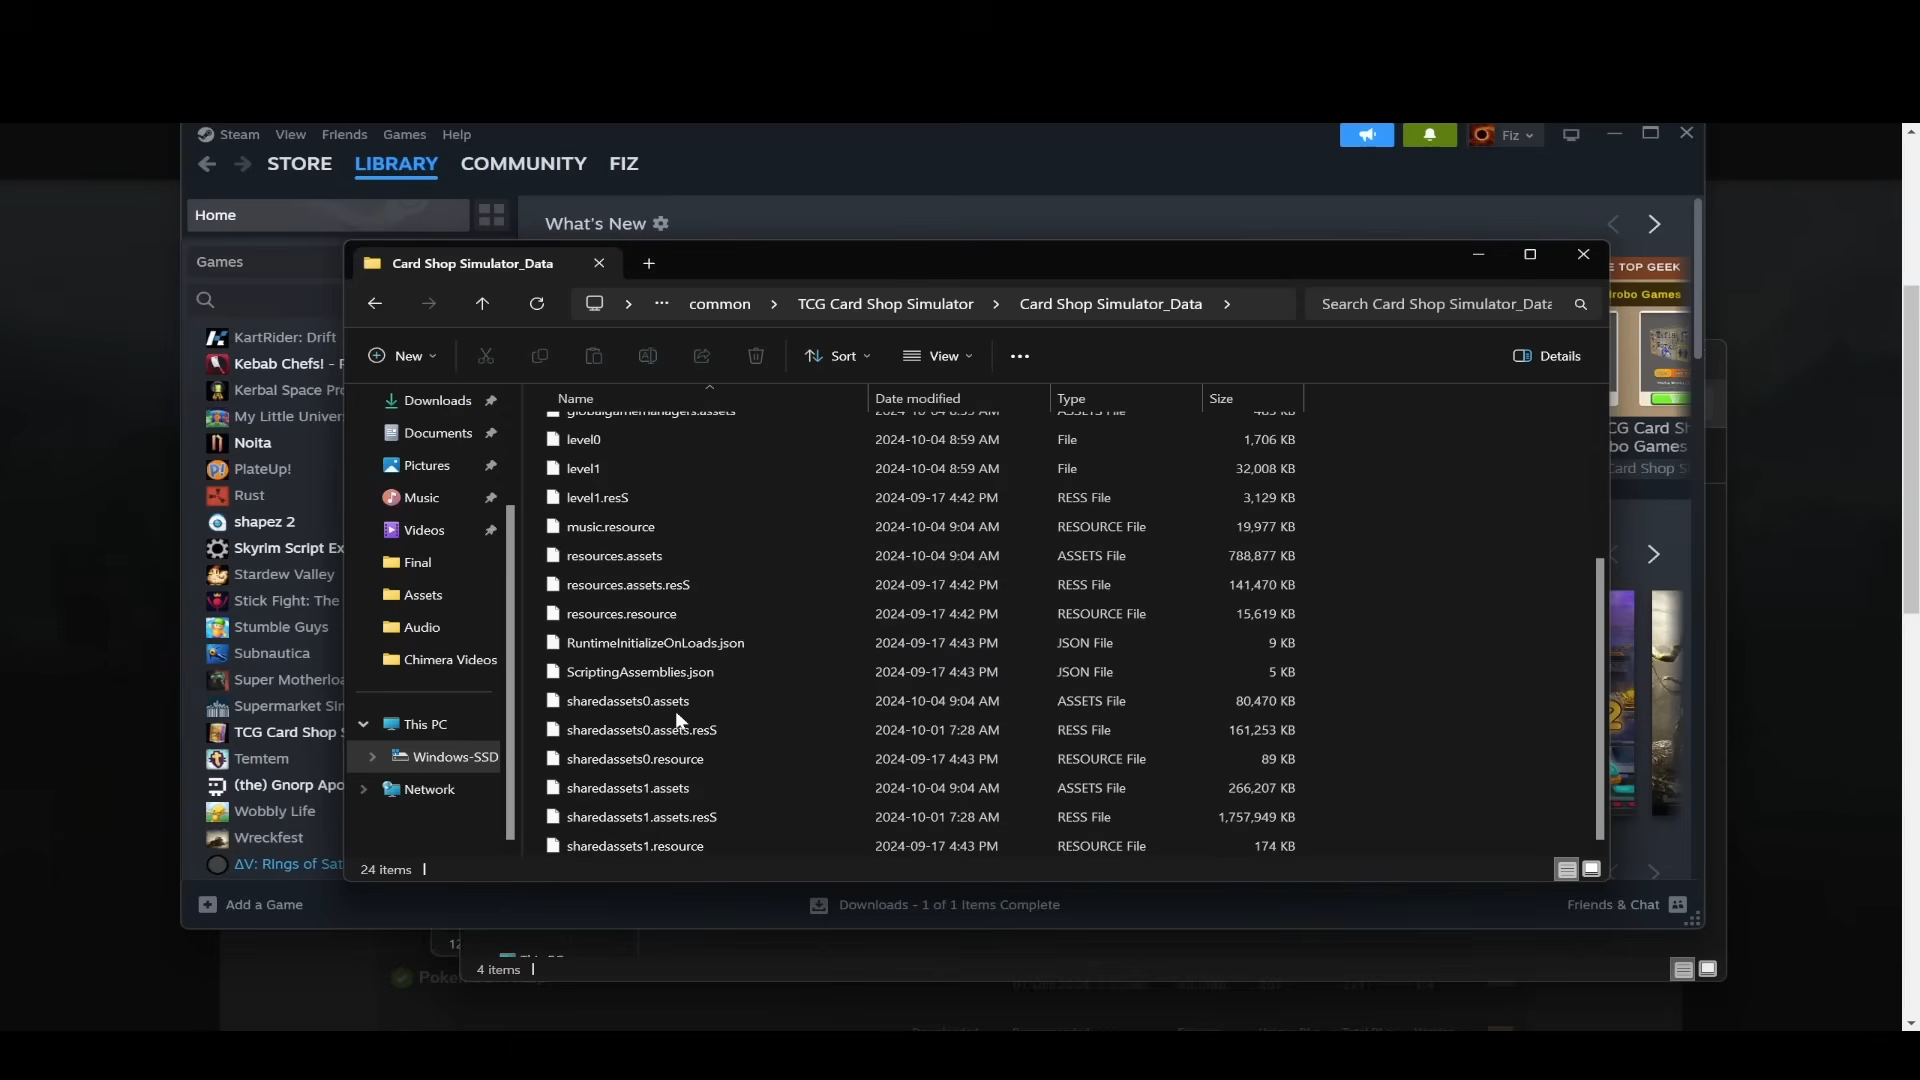 Steam View Friends Games Help
Fiz
STORE LIBRARY COMMUNITY FIZ
Home
What's New
Games
KartRider: Drift
Kebab Chefs! -
Kerbal Space
My Little
Noita
PlateUp!
Rust
shapez 2
Skyrim Script
Stardew Valley
Stick Fight: The
Stumble Guys
Subnautica
Super
Supermarket
TCG Card Shop
Temtem
(the) Gnorp
Wobbly Life
Wreckfest
ΔV: Rings of
Add a Game
Downloads - 1 of 1 Items Complete
Friends & Chat
TOP GEEK
Games
Card
Games
Card Shop
Card Shop Simulator_Data
common > TCG Card Shop Simulator > Card Shop Simulator_Data >
Search Card Shop Simulator_Data
New Sort View ... Details
Downloads
Documents
Pictures
Music
Videos
Final
Assets
Audio
Chimera Videos
This PC
Windows-SSD
Network
Name Date modified Type Size
globalgamemanagers.assets
level0 2024-10-04 8:59 AM File 1,706 KB
level1 2024-10-04 8:59 AM File 32,008 KB
level1.resS 2024-09-17 4:42 PM RESS File 3,129 KB
music.resource 2024-10-04 9:04 AM RESOURCE File 19,977 KB
resources.assets 2024-10-04 9:04 AM ASSETS File 788,877 KB
resources.assets.resS 2024-09-17 4:42 PM RESS File 141,470 KB
resources.resource 2024-09-17 4:42 PM RESOURCE File 15,619 KB
RuntimeInitializeOnLoads.json 2024-09-17 4:43 PM JSON File 9 KB
ScriptingAssemblies.json 2024-09-17 4:43 PM JSON File 5 KB
sharedassets0.assets 2024-10-04 9:04 AM ASSETS File 80,470 KB
sharedassets0.assets.resS 2024-10-01 7:28 AM RESS File 161,253 KB
sharedassets0.resource 2024-09-17 4:43 PM RESOURCE File 89 KB
sharedassets1.assets 2024-10-04 9:04 AM ASSETS File 266,207 KB
sharedassets1.assets.resS 2024-10-01 7:28 AM RESS File 1,757,949 KB
sharedassets1.resource 2024-09-17 4:43 PM RESOURCE File 174 KB
24 items
4 items